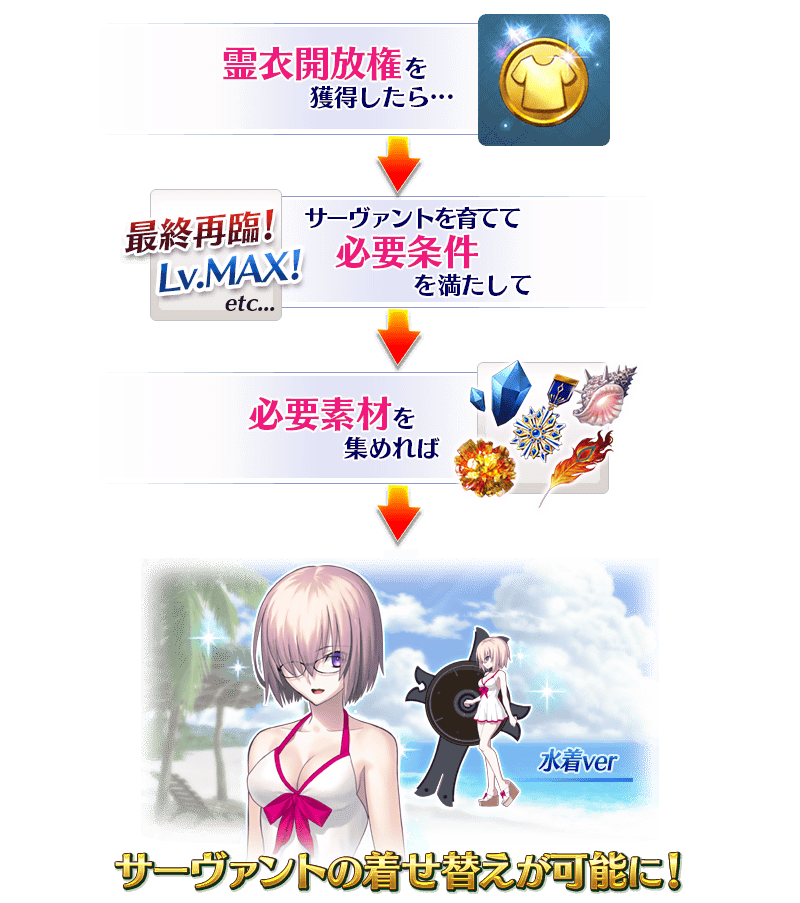 霊衣開放権を
獲得したら…
最終再臨!
Lv.MAX!
etc...
サーヴァントを育てて
必要条件
を満たして
必要素材を
集めれば
水着ver
サーヴァントの着せ替えが可能に!